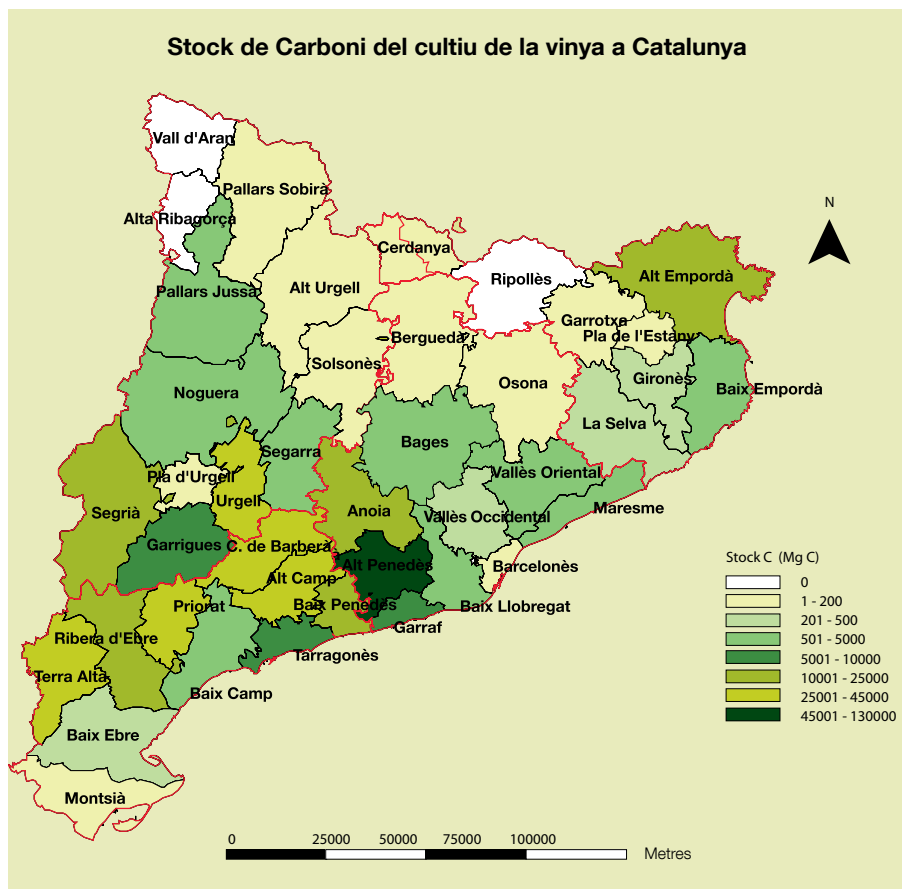 Stock de Carboni del cultiu de la vinya a Catalunya
Vall d'Aran
Pallars Sobirà
Alta Ribagorça
N
Cerdanya
Ripollès
Alt Empordà
Alt Urgell
Pallars Jussà
Garrotxa
Pla de l'Estany
Berguedà
Solsonès
Gironès
Osona
Baix Empordà
Noguera
La Selva
Bages
Segarra
Vallès Oriental
Pla d'Urgell
Urgell
Segrià
Anoia
Maresme
Vallès Occidental
Garrigues
C. de Barberà
Alt Penedès
Barcelonès
Alt Camp
Priorat
Baix Penedès
Baix Llobregat
Garraf
Ribera d'Ebre
Tarragonès
Terra Alta
Baix Camp
Baix Ebre
Montsià
Stock C (Mg C)
0
1 - 200
201 - 500
501 - 5000
5001 - 10000
10001 - 25000
25001 - 45000
45001 - 130000
0 25000 50000 75000 100000
Metres